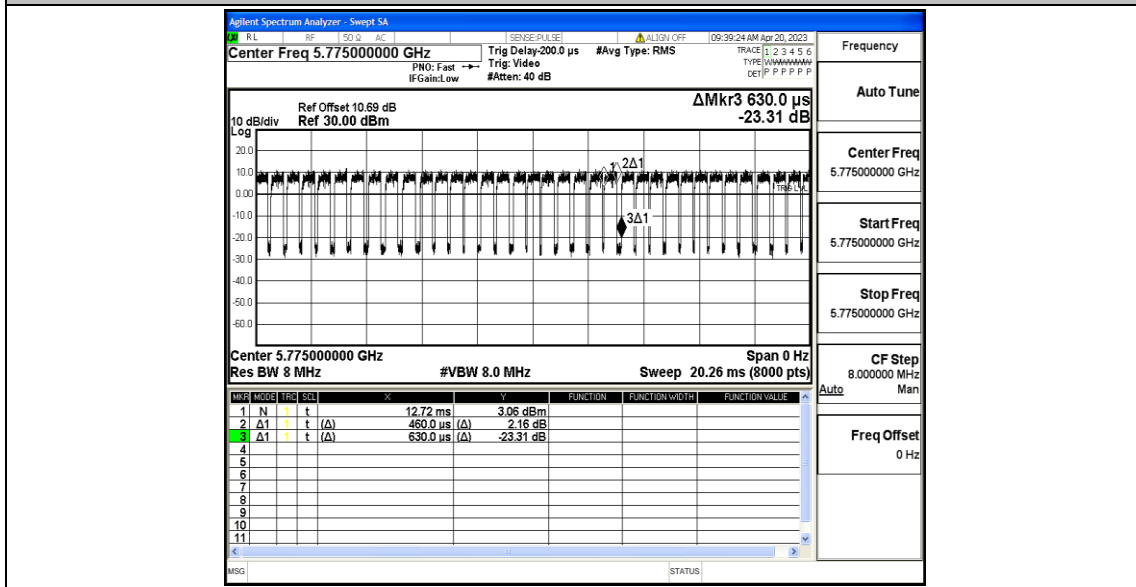 Agilent Spectrum Analyzer - Swept SA
RL RF 50 Ω AC SENSE:PULSE ALIGN OFF 09:39:24 AM Apr 20, 2023
Center Freq 5.775000000 GHz
PNO: Fast
IFGain:Low
Trig Delay-200.0 µs
Trig: Video
#Atten: 40 dB
#Avg Type: RMS
TRACE 1 2 3 4 5 6
TYPE
DET P P P P P P
ΔMkr3 630.0 µs
-23.31 dB
Ref Offset 10.69 dB
10 dB/div Ref 30.00 dBm
Log
20.0
10.0
0.00
-10.0
-20.0
-30.0
-40.0
-50.0
-60.0
1
2Δ1
3Δ1
TRIG LVL
Center 5.775000000 GHz Span 0 Hz
Res BW 8 MHz #VBW 8.0 MHz Sweep 20.26 ms (8000 pts)
MKR MODE TRC SCL X Y FUNCTION FUNCTION WIDTH FUNCTION VALUE
1 N 1 t 12.72 ms 3.06 dBm
2 Δ1 1 t (Δ) 460.0 µs (Δ) 2.16 dB
3 Δ1 1 t (Δ) 630.0 µs (Δ) -23.31 dB
4
5
6
7
8
9
10
11
MSG STATUS
Frequency
Auto Tune
Center Freq
5.775000000 GHz
Start Freq
5.775000000 GHz
Stop Freq
5.775000000 GHz
CF Step
8.000000 MHz
Auto Man
Freq Offset
0 Hz